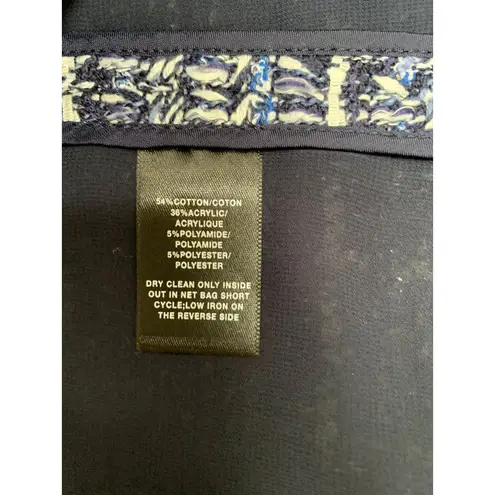 54%COTTON/COTON
36%ACRYLIC/
ACRYLIQUE
5%POLYAMIDE/
POLYAMIDE
5%POLYESTER/
POLYESTER
DRY CLEAN ONLY INSIDE
OUT IN NET BAG SHORT
CYCLE;LOW IRON ON
THE REVERSE SIDE